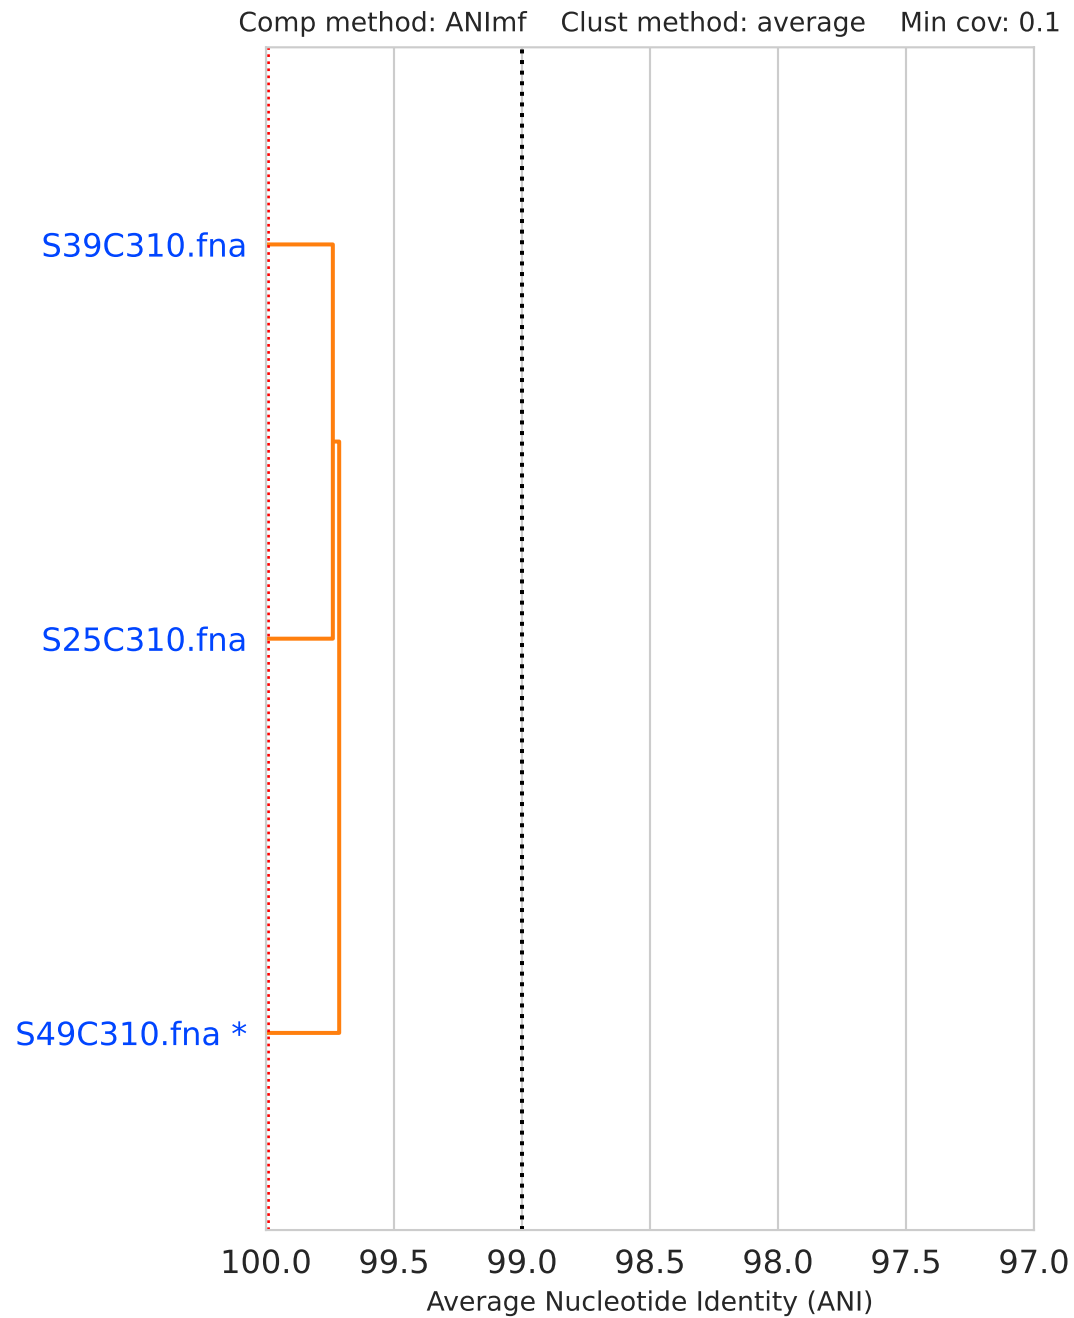 Comp method: ANImf    Clust method: average    Min cov: 0.1
S39C310.fna
S25C310.fna
S49C310.fna *
100.0 99.5 99.0 98.5 98.0 97.5 97.0
Average Nucleotide Identity (ANI)